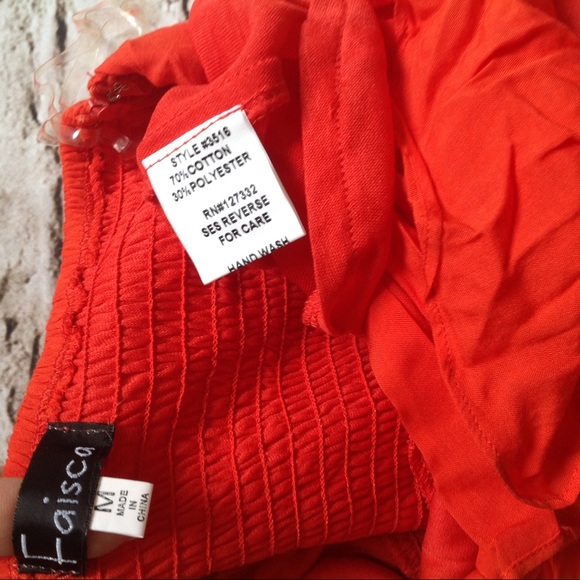 STYLE #3516
70%COTTON
30%POLYESTER
RN#127332
SES REVERSE
FOR CARE
HAND WASH
Faisca
M
MADE
IN
CHINA